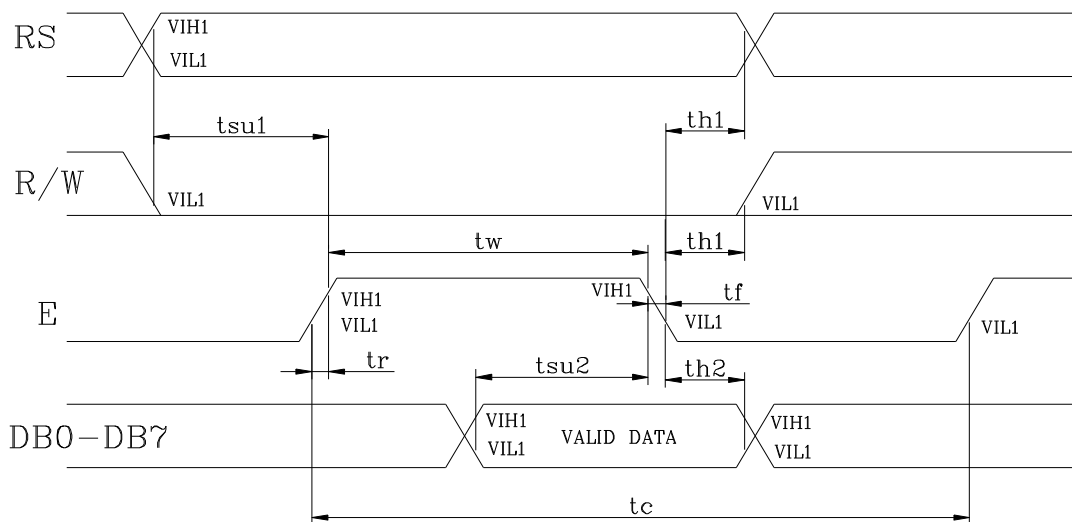 RS
VIH1
VIL1
tsu1
th1
R/W
VIL1
VIL1
tw
th1
E
VIH1
VIL1
VIH1
tf
VIL1
VIL1
tr
tsu2
th2
DB0-DB7
VIH1
VIL1
VALID DATA
VIH1
VIL1
tc